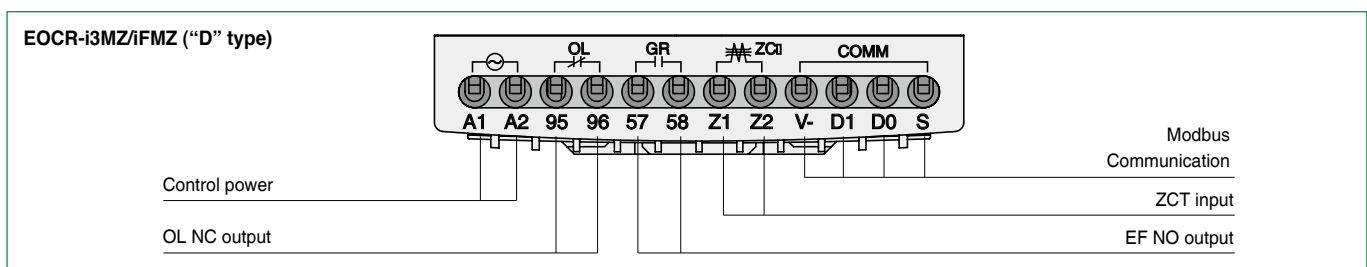 EOCR-i3MZ/iFMZ (“D” type)
OL GR ZC COMM
A1 A2 95 96 57 58 Z1 Z2 V- D1 D0 S
Modbus
Communication
Control power
ZCT input
OL NC output
EF NO output